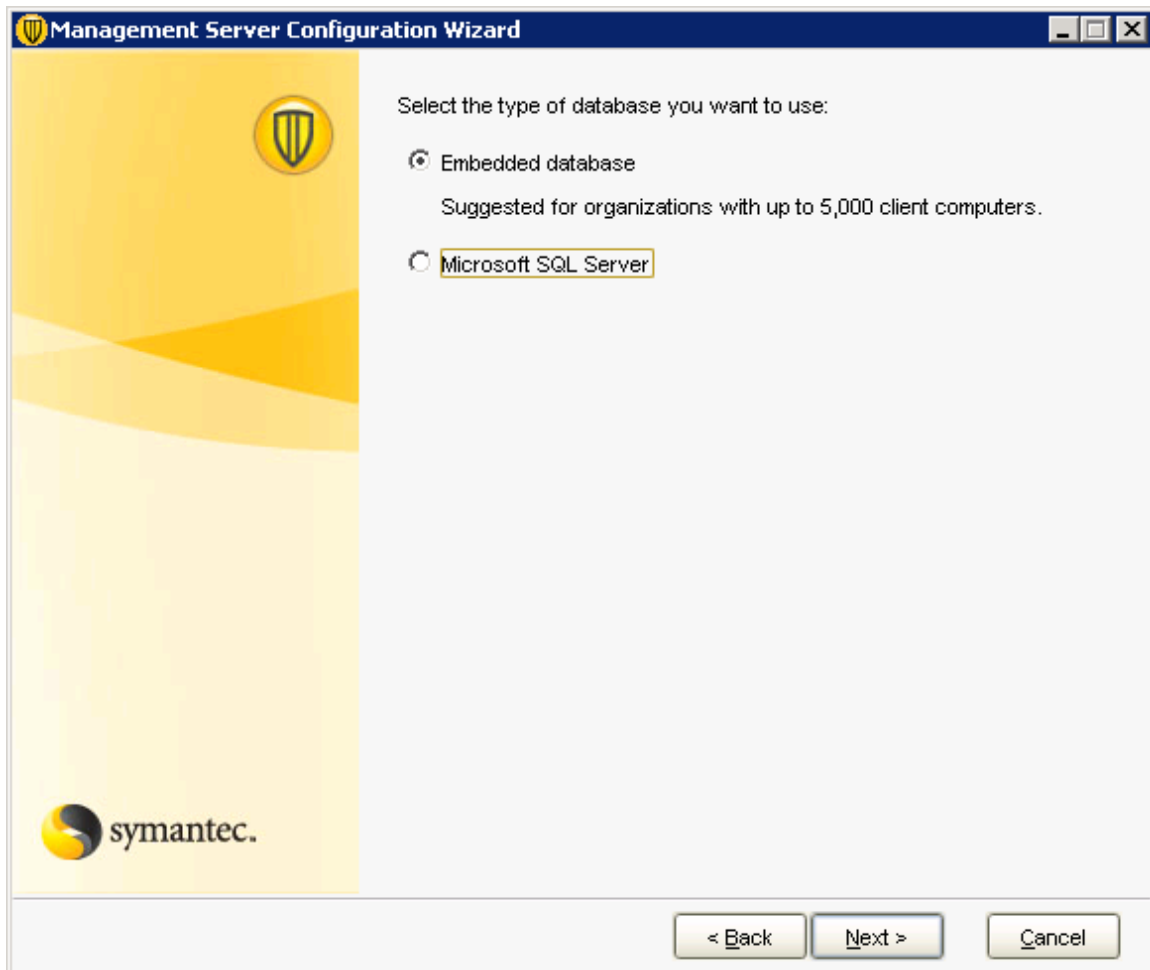 Management Server Configuration Wizard
Select the type of database you want to use:
Embedded database
Suggested for organizations with up to 5,000 client computers.
Microsoft SQL Server
symantec.
< Back
Next >
Cancel